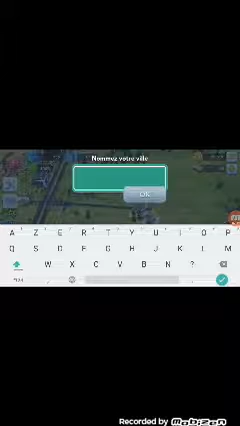 Nommez votre ville
OK
A Z E R T Y U I O P
Q S D F G H J K L M
W X C V B N ?
Recorded by Mobizen